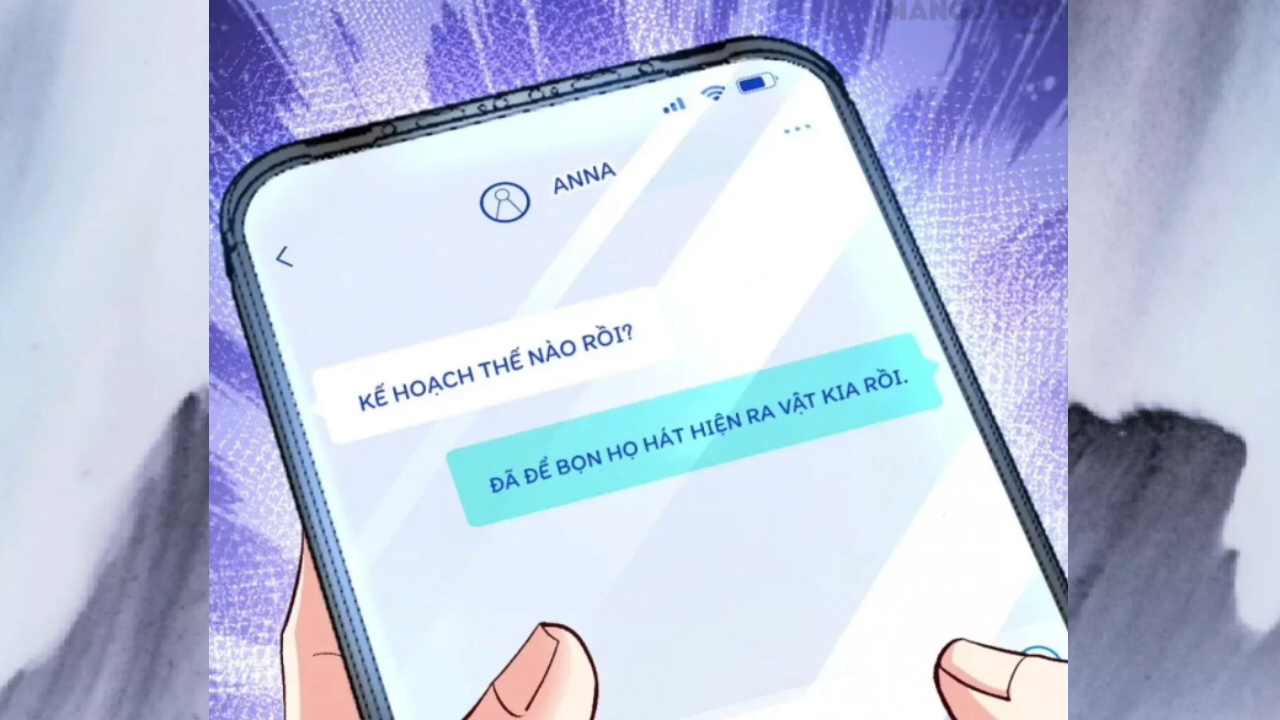 ANNA
KẾ HOẠCH THẾ NÀO RỒI?
ĐÃ ĐỂ BỌN HỌ HÁT HIỆN RA VẬT KIA RỒI.